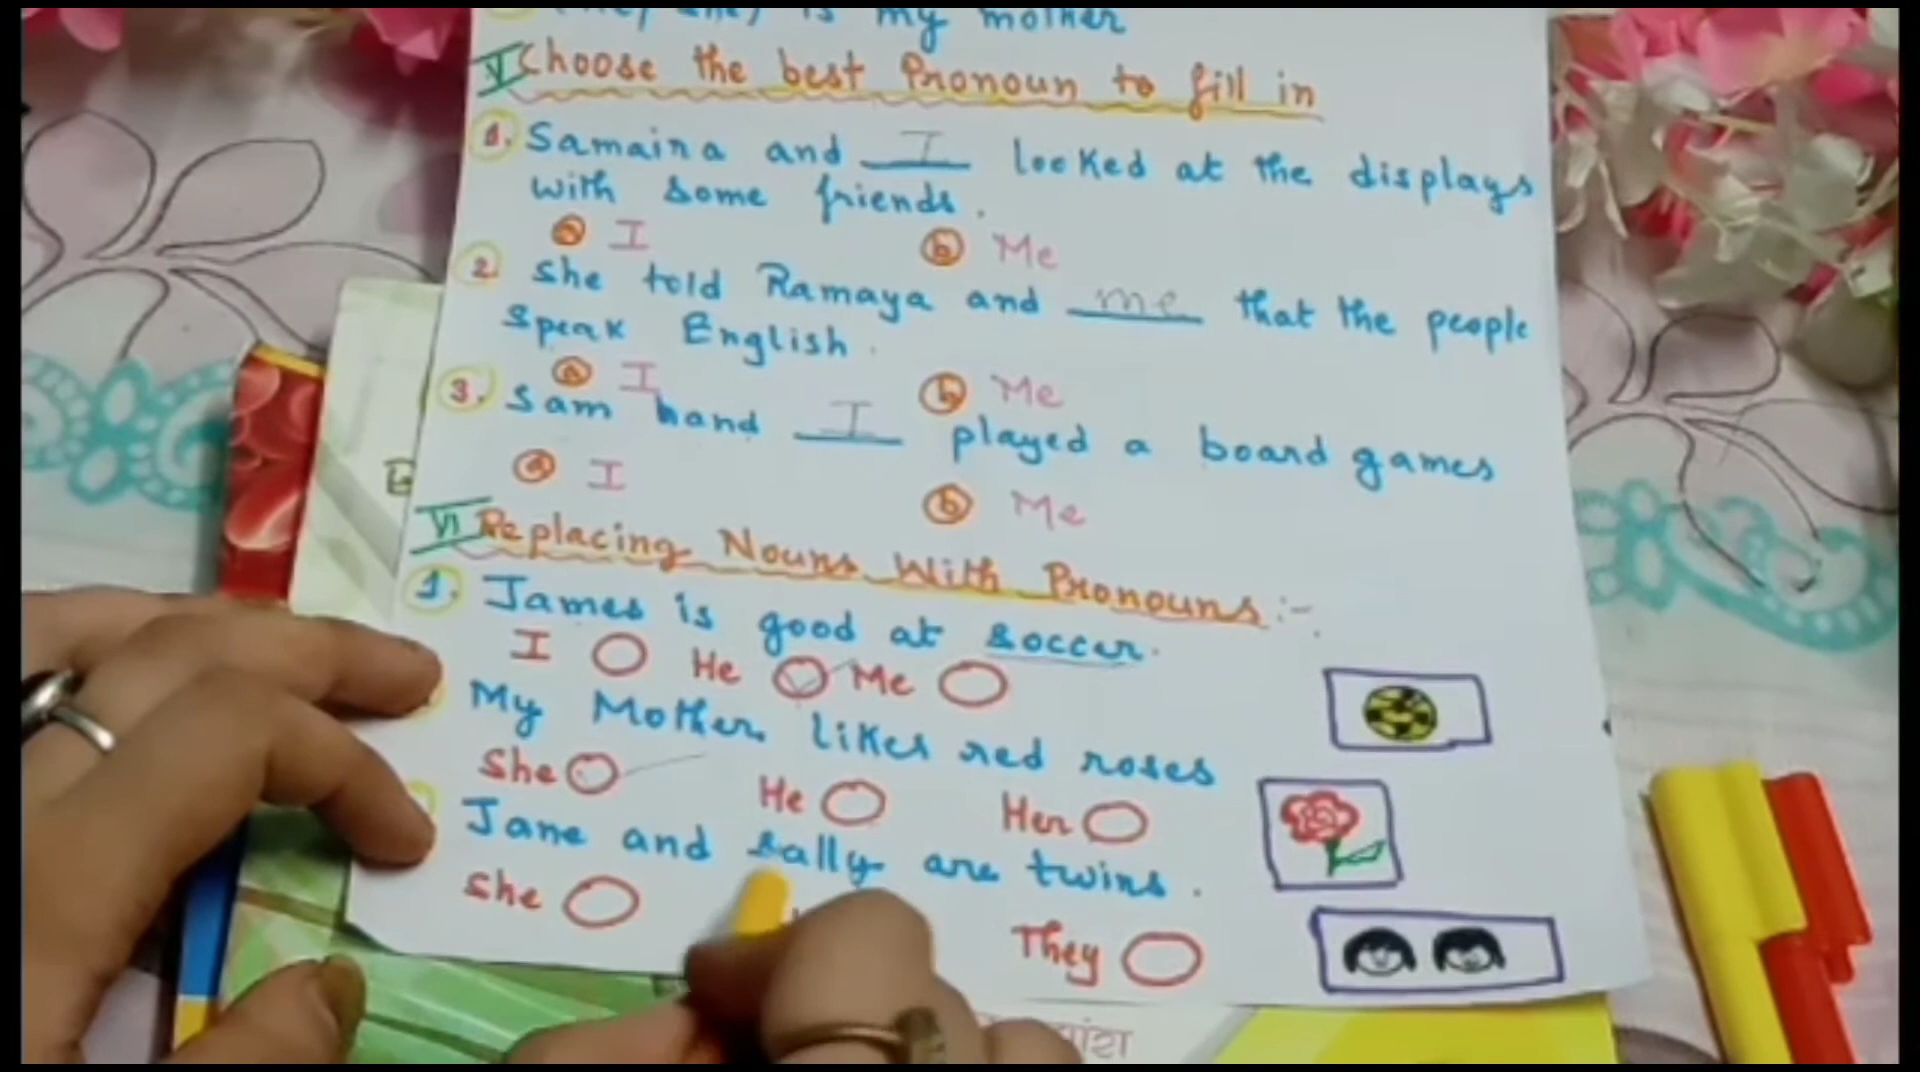 is my mother
V Choose the best Pronoun to fill in
1. Samaira and I looked at the displays
with some friends.
a I b Me
2 She told Ramaya and me that the people
speak English.
a I b Me
3. Sam hand I played a board games
a I b Me
VI Replacing Nouns With Pronouns :-
1. James is good at soccer.
I He Me
My Mother likes red roses
She He Her
Jane and Sally are twins.
She They